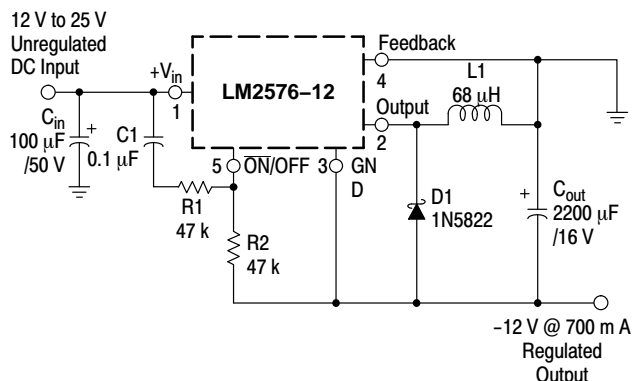 12 V to 25 V
Unregulated
DC Input
+Vin
1
Cin
100 μF
/50 V
+
C1
0.1 μF
LM2576–12
Feedback
4
Output
2
L1
68 μH
5
ON/OFF
3
GN
D
R1
47 k
R2
47 k
D1
1N5822
+
Cout
2200 μF
/16 V
–12 V @ 700 m A
Regulated
Output